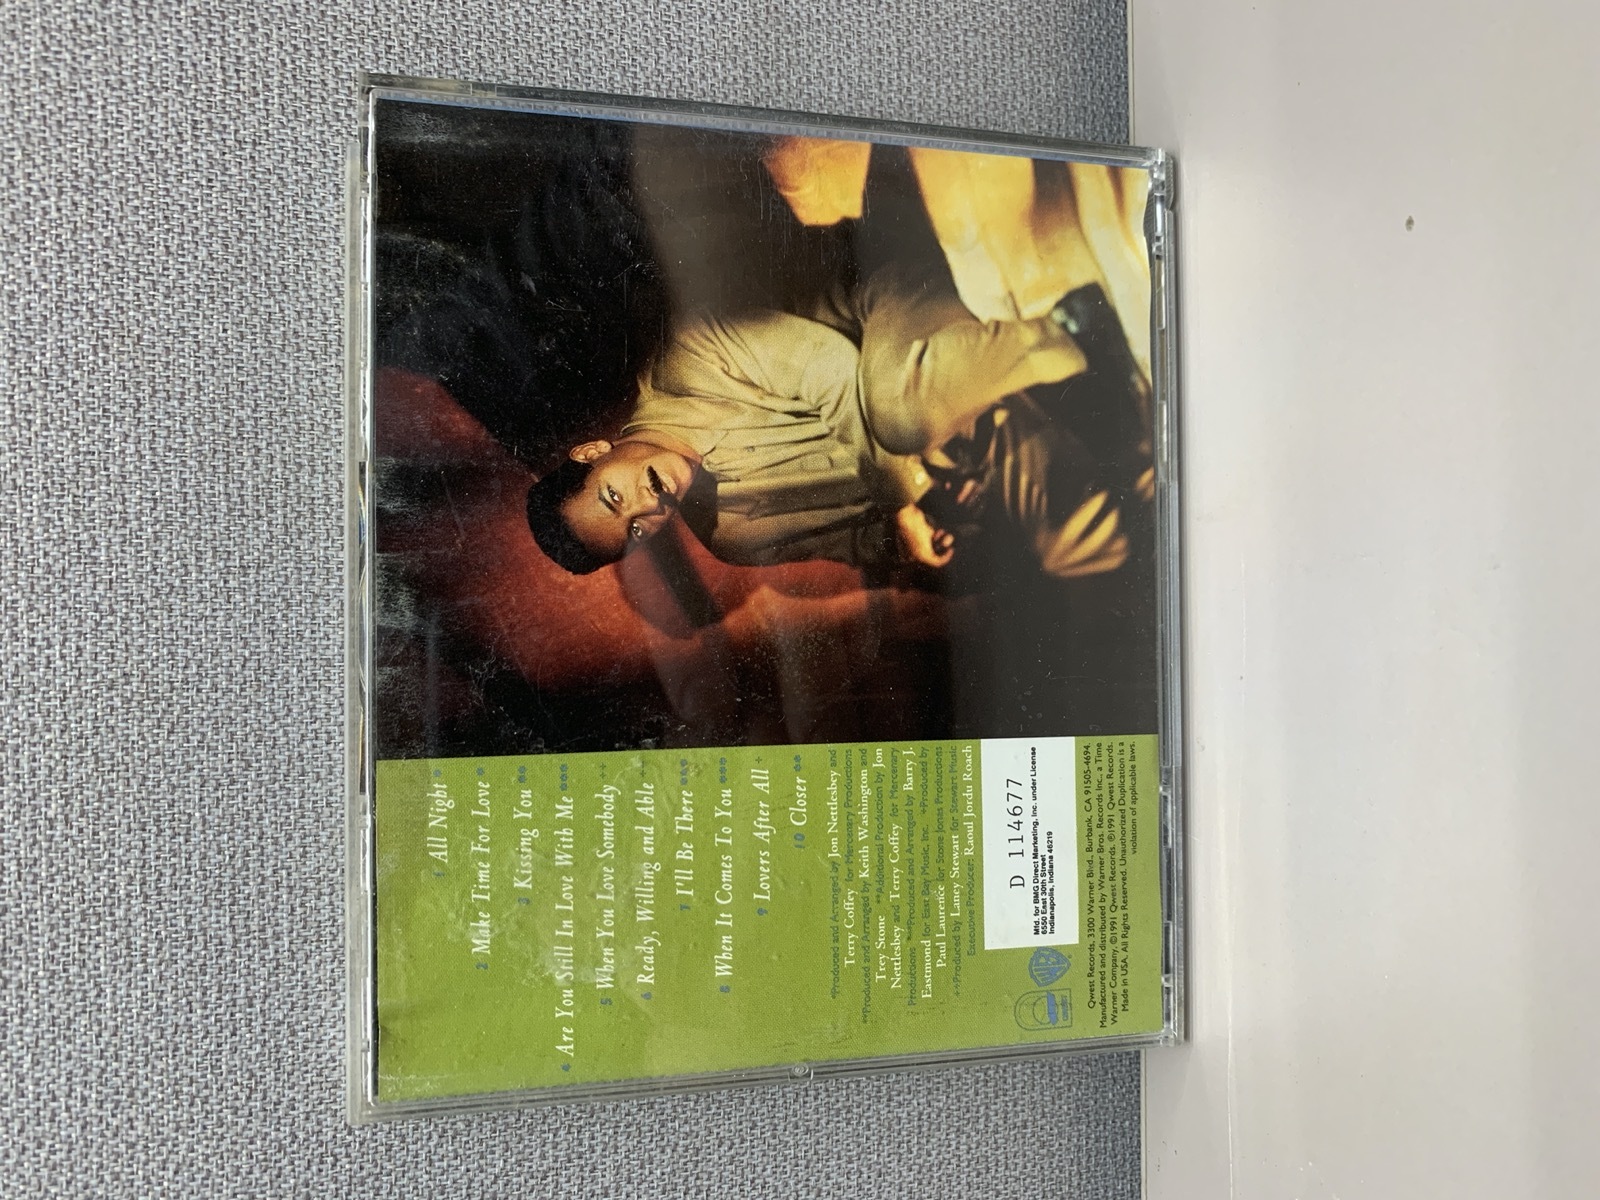 1 All Night *
2 Make Time For Love *
3 Kissing You **
4 Are You Still In Love With Me ***
5 When You Love Somebody ++
6 Ready, Willing and Able ++
7 I'll Be There ***
8 When It Comes To You ***
9 Lovers After All +
10 Closer **
*Produced and Arranged by Jon Nettlesbey and
Terry Coffey for Mercenary Productions
**Produced and Arranged by Keith Washington and
Trey Stone **Additional Production by Jon
Nettlesbey and Terry Coffey for Mercenary
Productions ***Produced and Arranged by Barry J.
Eastmond for East Bay Music, Inc. +Produced by
Paul Laurence for Stone Jones Productions
++Produced by Laney Stewart for Stewart Music
Executive Producer: Raoul Jordu Roach
D 114677
Mfd. for BMG Direct Marketing, Inc. under License
6550 East 30th Street
Indianapolis, Indiana 46219
WB
Qwest Records, 3300 Warner Blvd., Burbank, CA 91505-4694.
Manufactured and distributed by Warner Bros. Records Inc., a Time
Warner Company. ©1991 Qwest Records. ℗1991 Qwest Records.
Made in USA. All Rights Reserved. Unauthorized Duplication is a
violation of applicable laws.